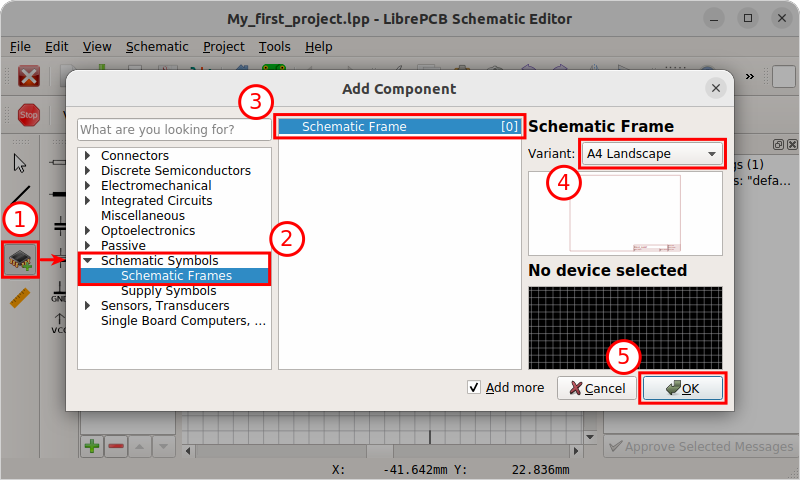 My_first_project.lpp - LibrePCB Schematic Editor
File Edit View Schematic Project Tools Help
»
Stop
Add Component
3
What are you looking for?
Schematic Frame [0]
Schematic Frame
Variant: A4 Landscape
4
Connectors
Discrete Semiconductors
Electromechanical
Integrated Circuits
Miscellaneous
Optoelectronics
Passive
Schematic Symbols
Schematic Frames
Supply Symbols
Sensors, Transducers
Single Board Computers, ...
1
2
GND
VCC
gs (1)
s: "defa...
No device selected
5
Add more
Cancel
OK
Approve Selected Messages
X: -41.642mm Y: 22.836mm